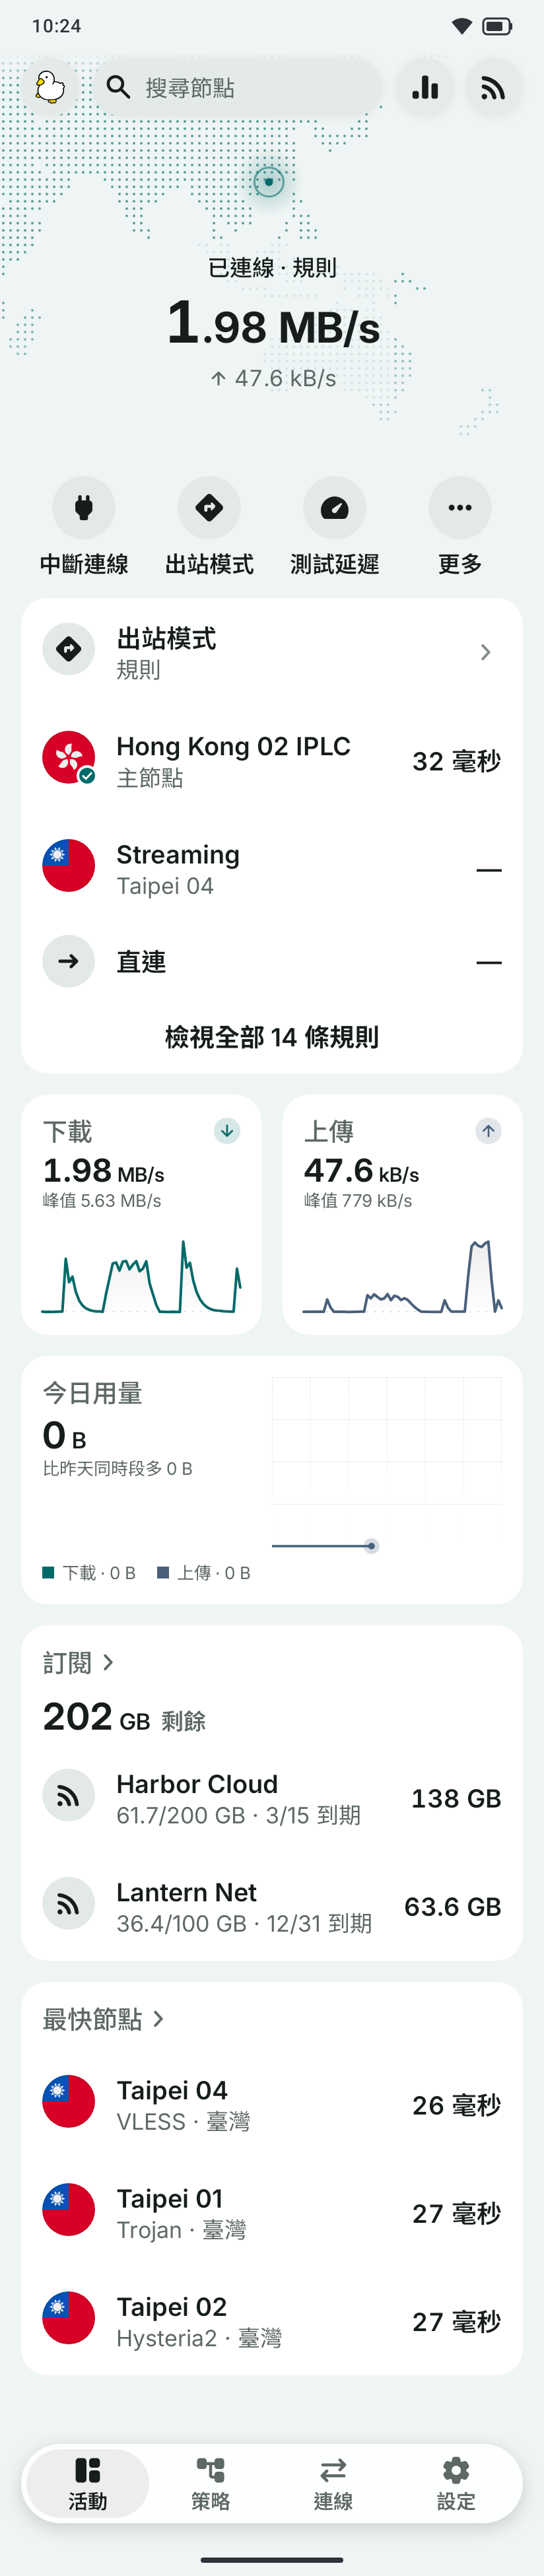 10:24
搜尋節點
已連線 · 規則
1.98 MB/s
↑ 47.6 kB/s
中斷連線
出站模式
測試延遲
更多
出站模式
規則
Hong Kong 02 IPLC
主節點
32 毫秒
Streaming
Taipei 04
—
直連
—
檢視全部 14 條規則
下載
1.98 MB/s
峰值 5.63 MB/s
上傳
47.6 kB/s
峰值 779 kB/s
今日用量
0 B
比昨天同時段多 0 B
下載 · 0 B
上傳 · 0 B
訂閱
202 GB 剩餘
Harbor Cloud
61.7/200 GB · 3/15 到期
138 GB
Lantern Net
36.4/100 GB · 12/31 到期
63.6 GB
最快節點
Taipei 04
VLESS · 臺灣
26 毫秒
Taipei 01
Trojan · 臺灣
27 毫秒
Taipei 02
Hysteria2 · 臺灣
27 毫秒
活動
策略
連線
設定